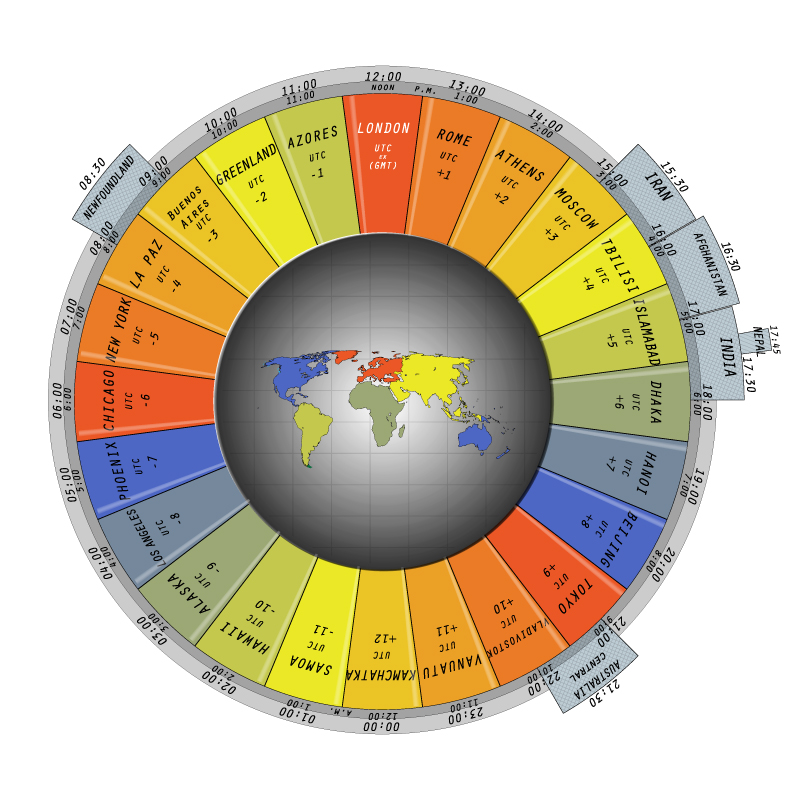 12:00
NOON
LONDON
UTC
EX
(GMT)
P.M.
13:00
1:00
ROME
UTC
+1
14:00
2:00
ATHENS
UTC
+2
15:00
3:00
MOSCOW
UTC
+3
15:30
IRAN
16:00
4:00
TBILISI
UTC
+4
16:30
AFGHANISTAN
17:00
5:00
ISLAMABAD
UTC
+5
17:30
INDIA
17:45
NEPAL
18:00
6:00
DHAKA
UTC
+6
19:00
7:00
HANOI
UTC
+7
20:00
8:00
BEIJING
UTC
+8
21:00
9:00
TOKYO
UTC
+9
21:30
AUSTRALIA
CENTRAL
22:00
10:00
VLADIVOSTOK
UTC
+10
23:00
11:00
VANUATU
UTC
+11
00:00
12:00
KAMCHATKA
UTC
+12
A.M.
01:00
1:00
SAMOA
UTC
-11
02:00
2:00
HAWAII
UTC
-10
03:00
3:00
ALASKA
UTC
-9
04:00
4:00
LOS ANGELES
UTC
-8
05:00
5:00
PHOENIX
UTC
-7
06:00
6:00
CHICAGO
UTC
-6
07:00
7:00
NEW YORK
UTC
-5
08:00
8:00
LA PAZ
UTC
-4
08:30
NEWFOUNDLAND
09:00
9:00
BUENOS
AIRES
UTC
-3
10:00
10:00
GREENLAND
UTC
-2
11:00
11:00
AZORES
UTC
-1